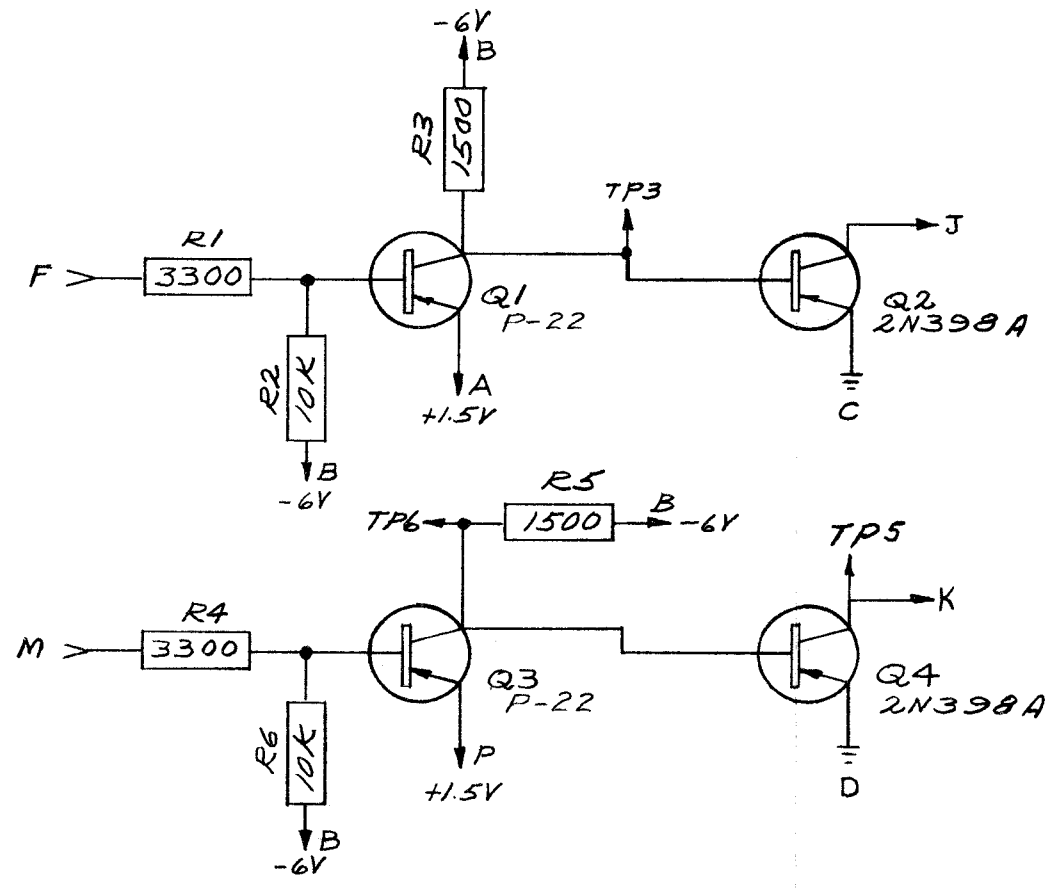 -6V
B
R3
1500
TP3
J
R1
F
3300
Q1
P-22
Q2
2N398A
R2
10K
A
+1.5V
C
B
-6V
R5
TP6
1500
B
-6V
TP5
K
R4
M
3300
Q3
P-22
Q4
2N398A
R6
10K
P
+1.5V
D
B
-6V